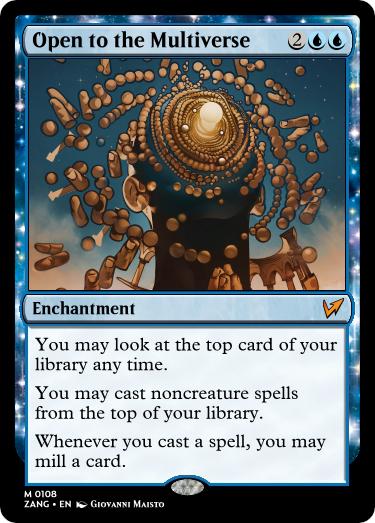 Open to the Multiverse 2
Enchantment
You may look at the top card of your
library any time.
You may cast noncreature spells
from the top of your library.
Whenever you cast a spell, you may
mill a card.
M 0108
ZANG • EN Giovanni Maisto